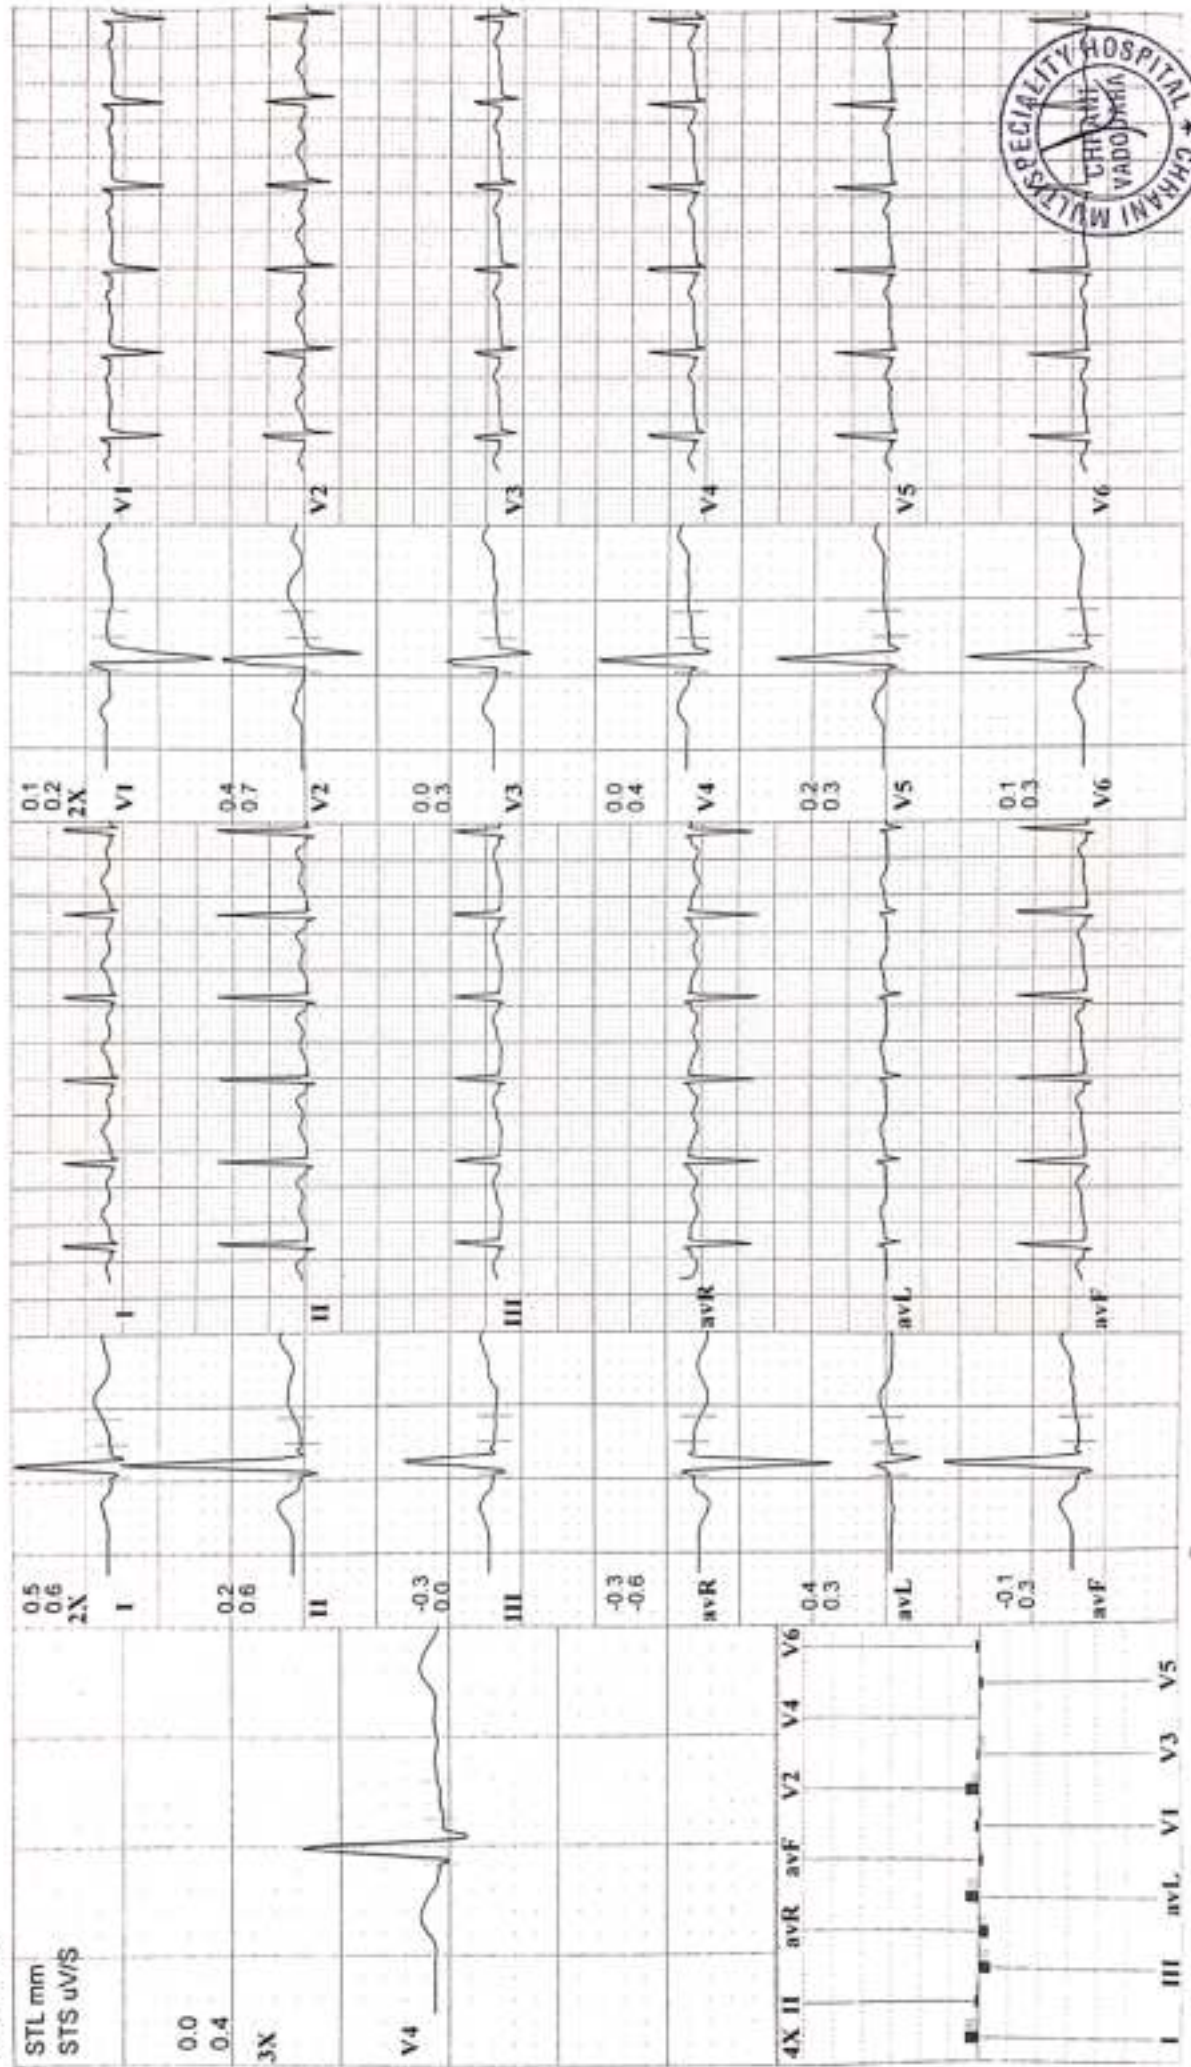 STL mm
STS uV/S
0.0
0.4
3X
V4
4X II avR avF V2 V4 V6
I III avL V1 V3 V5
0.5
0.6
2X
I
0.2
0.6
II
-0.3
0.0
III
-0.3
-0.6
avR
0.4
0.3
avL
-0.1
0.3
avF
I
II
III
avR
avL
avF
0.1
0.2
2X
V1
0.4
0.7
V2
0.0
0.3
V3
0.0
0.4
V4
0.2
0.3
V5
0.1
0.3
V6
V1
V2
V3
V4
V5
V6
CHHANI MULTISPECIALITY HOSPITAL *
CHHANI
VADODARA